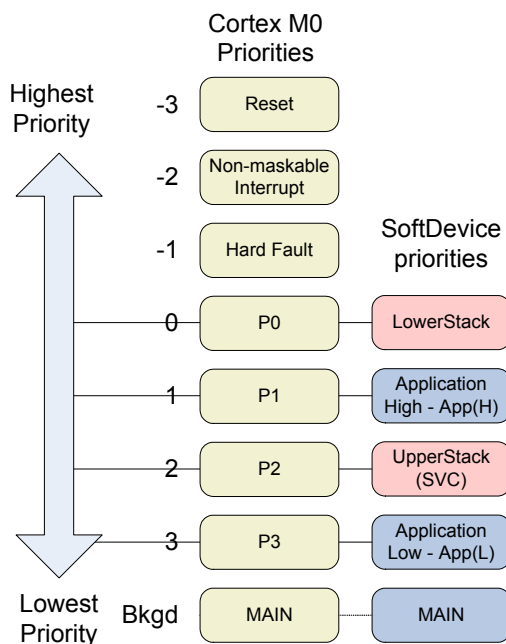 Cortex M0
Priorities
Highest
Priority
-3
Reset
-2
Non-maskable
Interrupt
-1
Hard Fault
SoftDevice
priorities
0
P0
LowerStack
1
P1
Application
High - App(H)
2
P2
UpperStack
(SVC)
3
P3
Application
Low - App(L)
Lowest
Priority
Bkgd
MAIN
MAIN